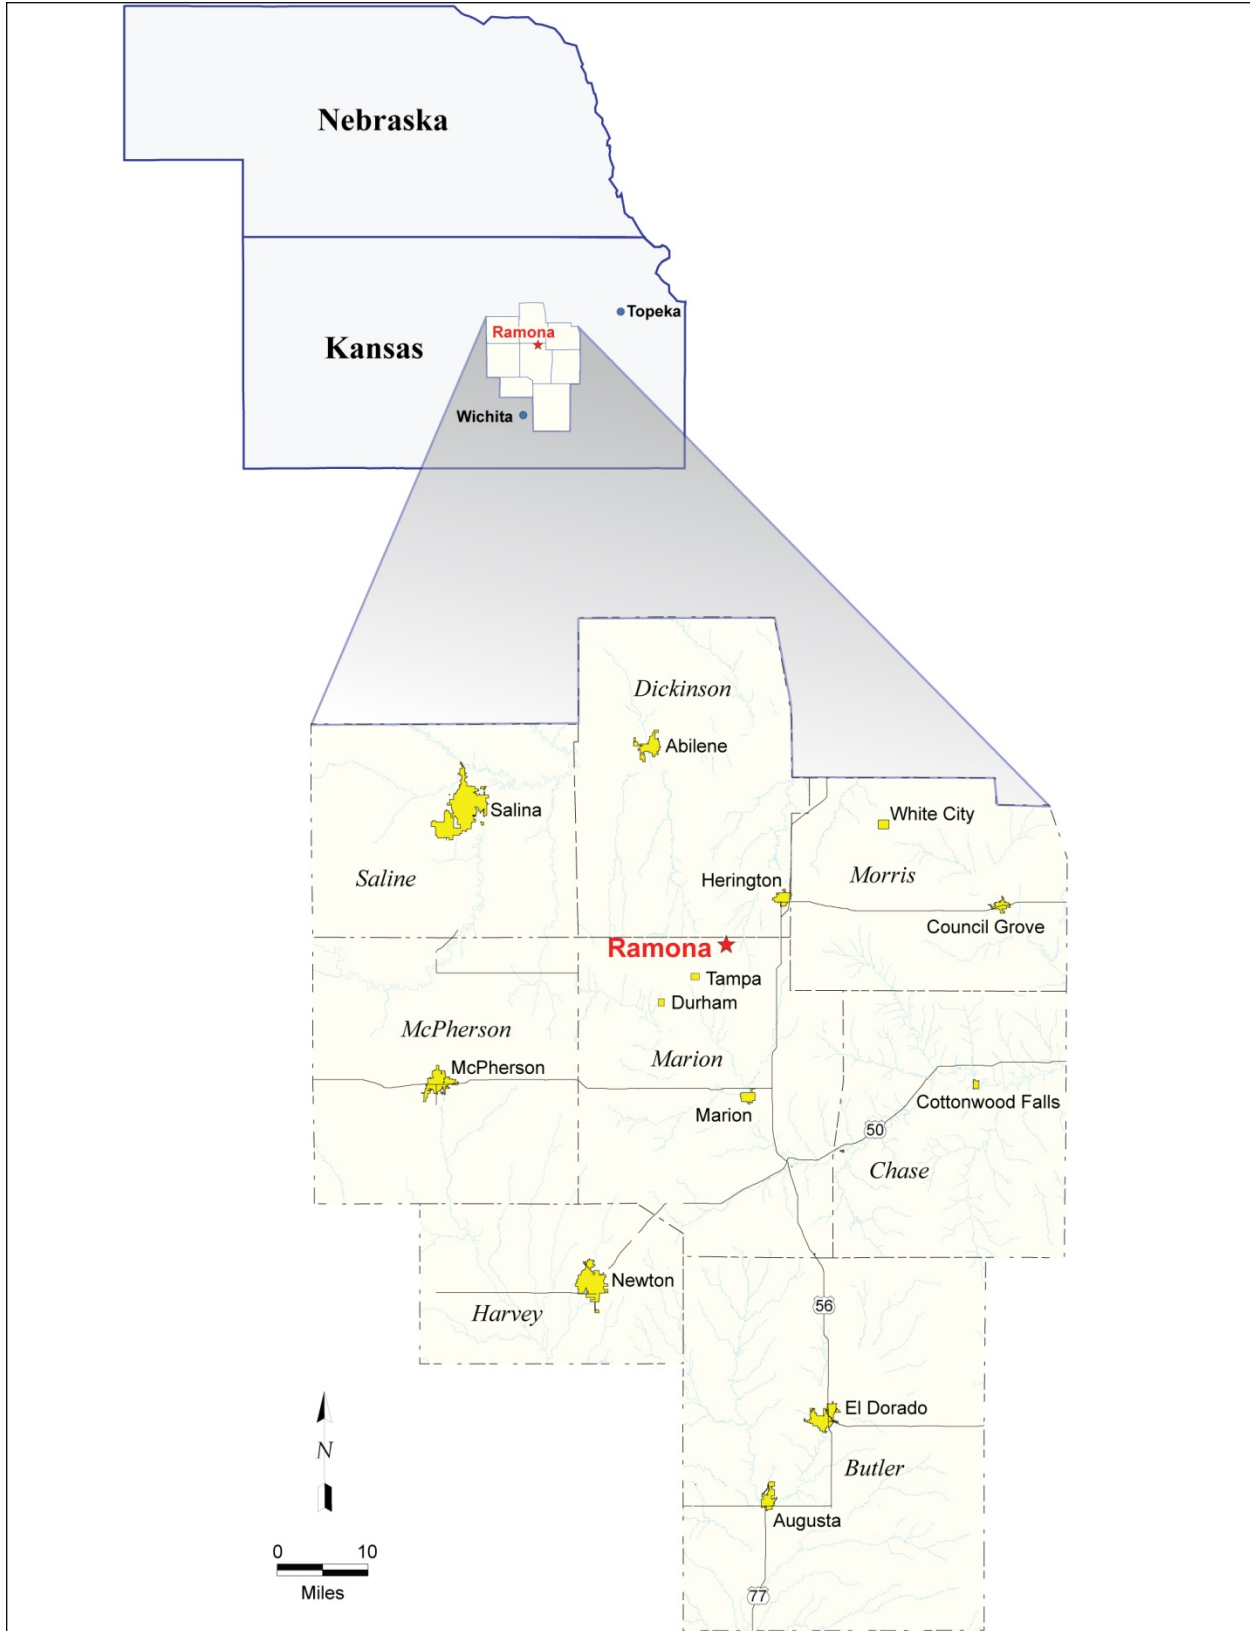 Nebraska
Topeka
Ramona
Kansas
Wichita
Dickinson
Abilene
Salina
White City
Saline
Herington
Morris
Council Grove
Ramona
Tampa
Durham
McPherson
Marion
McPherson
Cottonwood Falls
Marion
50
Chase
Newton
56
Harvey
El Dorado
N
Butler
Augusta
0 10
Miles
77